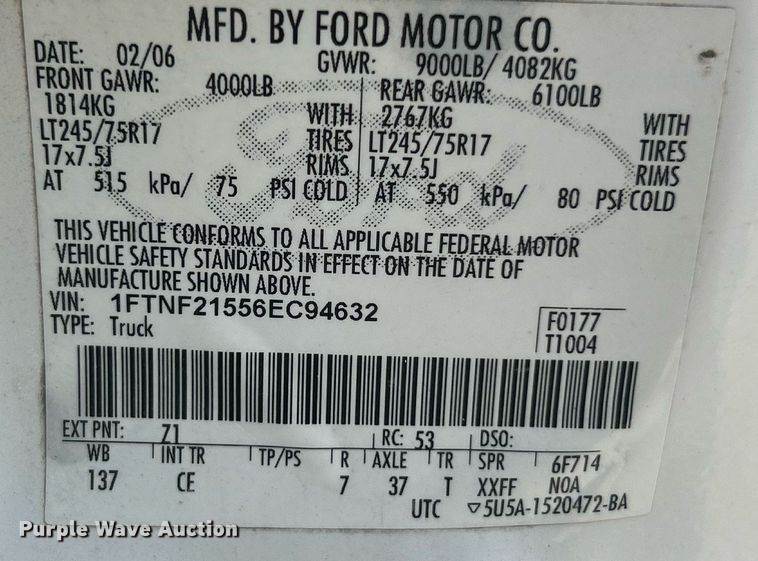 MFD. BY FORD MOTOR CO.
DATE: 02/06 GVWR: 9000LB/ 4082KG
FRONT GAWR: 4000LB REAR GAWR: 6100LB
1814KG WITH 2767KG WITH
LT245/75R17 TIRES LT245/75R17 TIRES
17x7.5J RIMS 17x7.5J RIMS
AT 515 kPa/ 75 PSI COLD AT 550 kPa/ 80 PSI COLD
Ford
THIS VEHICLE CONFORMS TO ALL APPLICABLE FEDERAL MOTOR
VEHICLE SAFETY STANDARDS IN EFFECT ON THE DATE OF
MANUFACTURE SHOWN ABOVE.
VIN: 1FTNF21556EC94632
TYPE: Truck
F0177
T1004
EXT PNT: Z1 RC: 53 DSO:
WB INT TR TP/PS R AXLE TR SPR 6F714
137 CE 7 37 T XXFF N0A
UTC ▽5U5A-1520472-BA
Purple Wave Auction